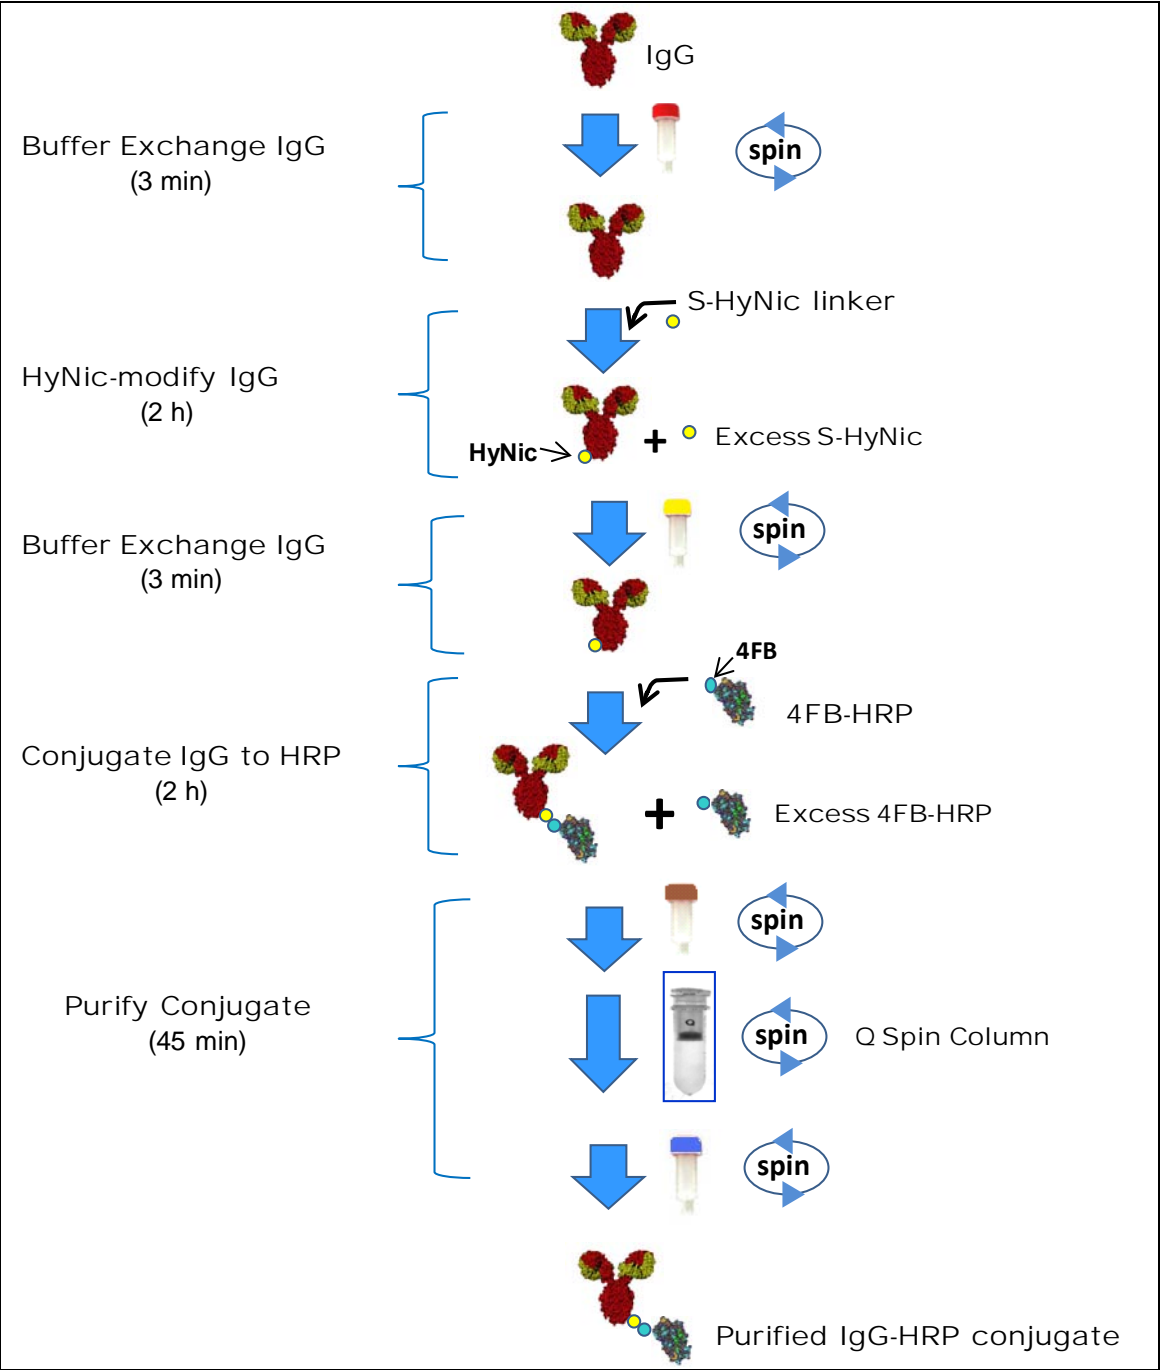 IgG
Buffer Exchange IgG
(3 min)
spin
S-HyNic linker
HyNic-modify IgG
(2 h)
HyNic
+
Excess S-HyNic
Buffer Exchange IgG
(3 min)
spin
4FB
4FB-HRP
Conjugate IgG to HRP
(2 h)
+
Excess 4FB-HRP
spin
Purify Conjugate
(45 min)
Q
spin
Q Spin Column
spin
Purified IgG-HRP conjugate